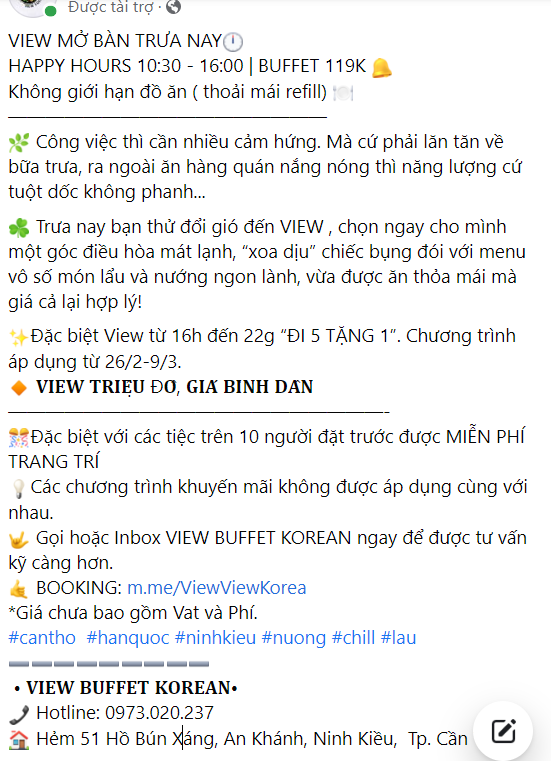 Được tài trợ ·
VIEW MỞ BÀN TRƯA NAY🕛
HAPPY HOURS 10:30 - 16:00 | BUFFET 119K 🔔
Không giới hạn đồ ăn ( thoải mái refill) 🍽️
——————————————————
🌿 Công việc thì cần nhiều cảm hứng. Mà cứ phải lăn tăn về
bữa trưa, ra ngoài ăn hàng quán nắng nóng thì năng lượng cứ
tuột dốc không phanh...
☘️ Trưa nay bạn thử đổi gió đến VIEW , chọn ngay cho mình
một góc điều hòa mát lạnh, “xoa dịu” chiếc bụng đói với menu
vô số món lẩu và nướng ngon lành, vừa được ăn thỏa mái mà
giá cả lại hợp lý!
✨Đặc biệt View từ 16h đến 22g “ĐI 5 TẶNG 1”. Chương trình
áp dụng từ 26/2-9/3.
🔸 VIEW TRIỆU ĐÔ, GIÁ BÌNH DÂN
—————————————————————-
🎊Đặc biệt với các tiệc trên 10 người đặt trước được MIỄN PHÍ
TRANG TRÍ
💡Các chương trình khuyến mãi không được áp dụng cùng với
nhau.
🤟 Gọi hoặc Inbox VIEW BUFFET KOREAN ngay để được tư vấn
kỹ càng hơn.
🤙 BOOKING: m.me/ViewViewKorea
*Giá chưa bao gồm Vat và Phí.
#cantho #hanquoc #ninhkieu #nuong #chill #lau
➖➖➖➖➖➖➖➖➖
• VIEW BUFFET KOREAN•
📞 Hotline: 0973.020.237
🏠 Hẻm 51 Hồ Bún Xáng, An Khánh, Ninh Kiều, Tp. Cần